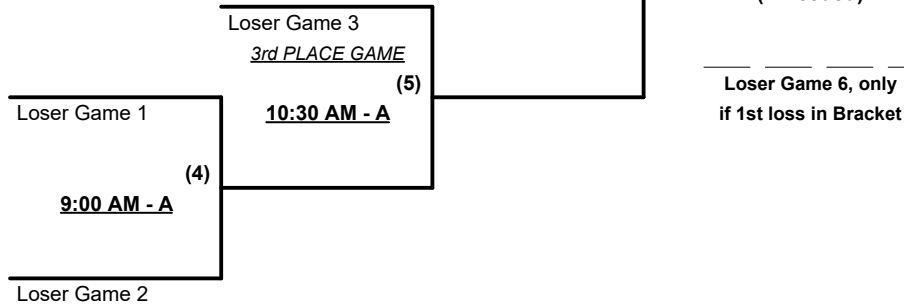 Loser Game 3
3rd PLACE GAME
(5)
10:30 AM - A
Loser Game 1
(4)
9:00 AM - A
Loser Game 2
Loser Game 6, only
if 1st loss in Bracket